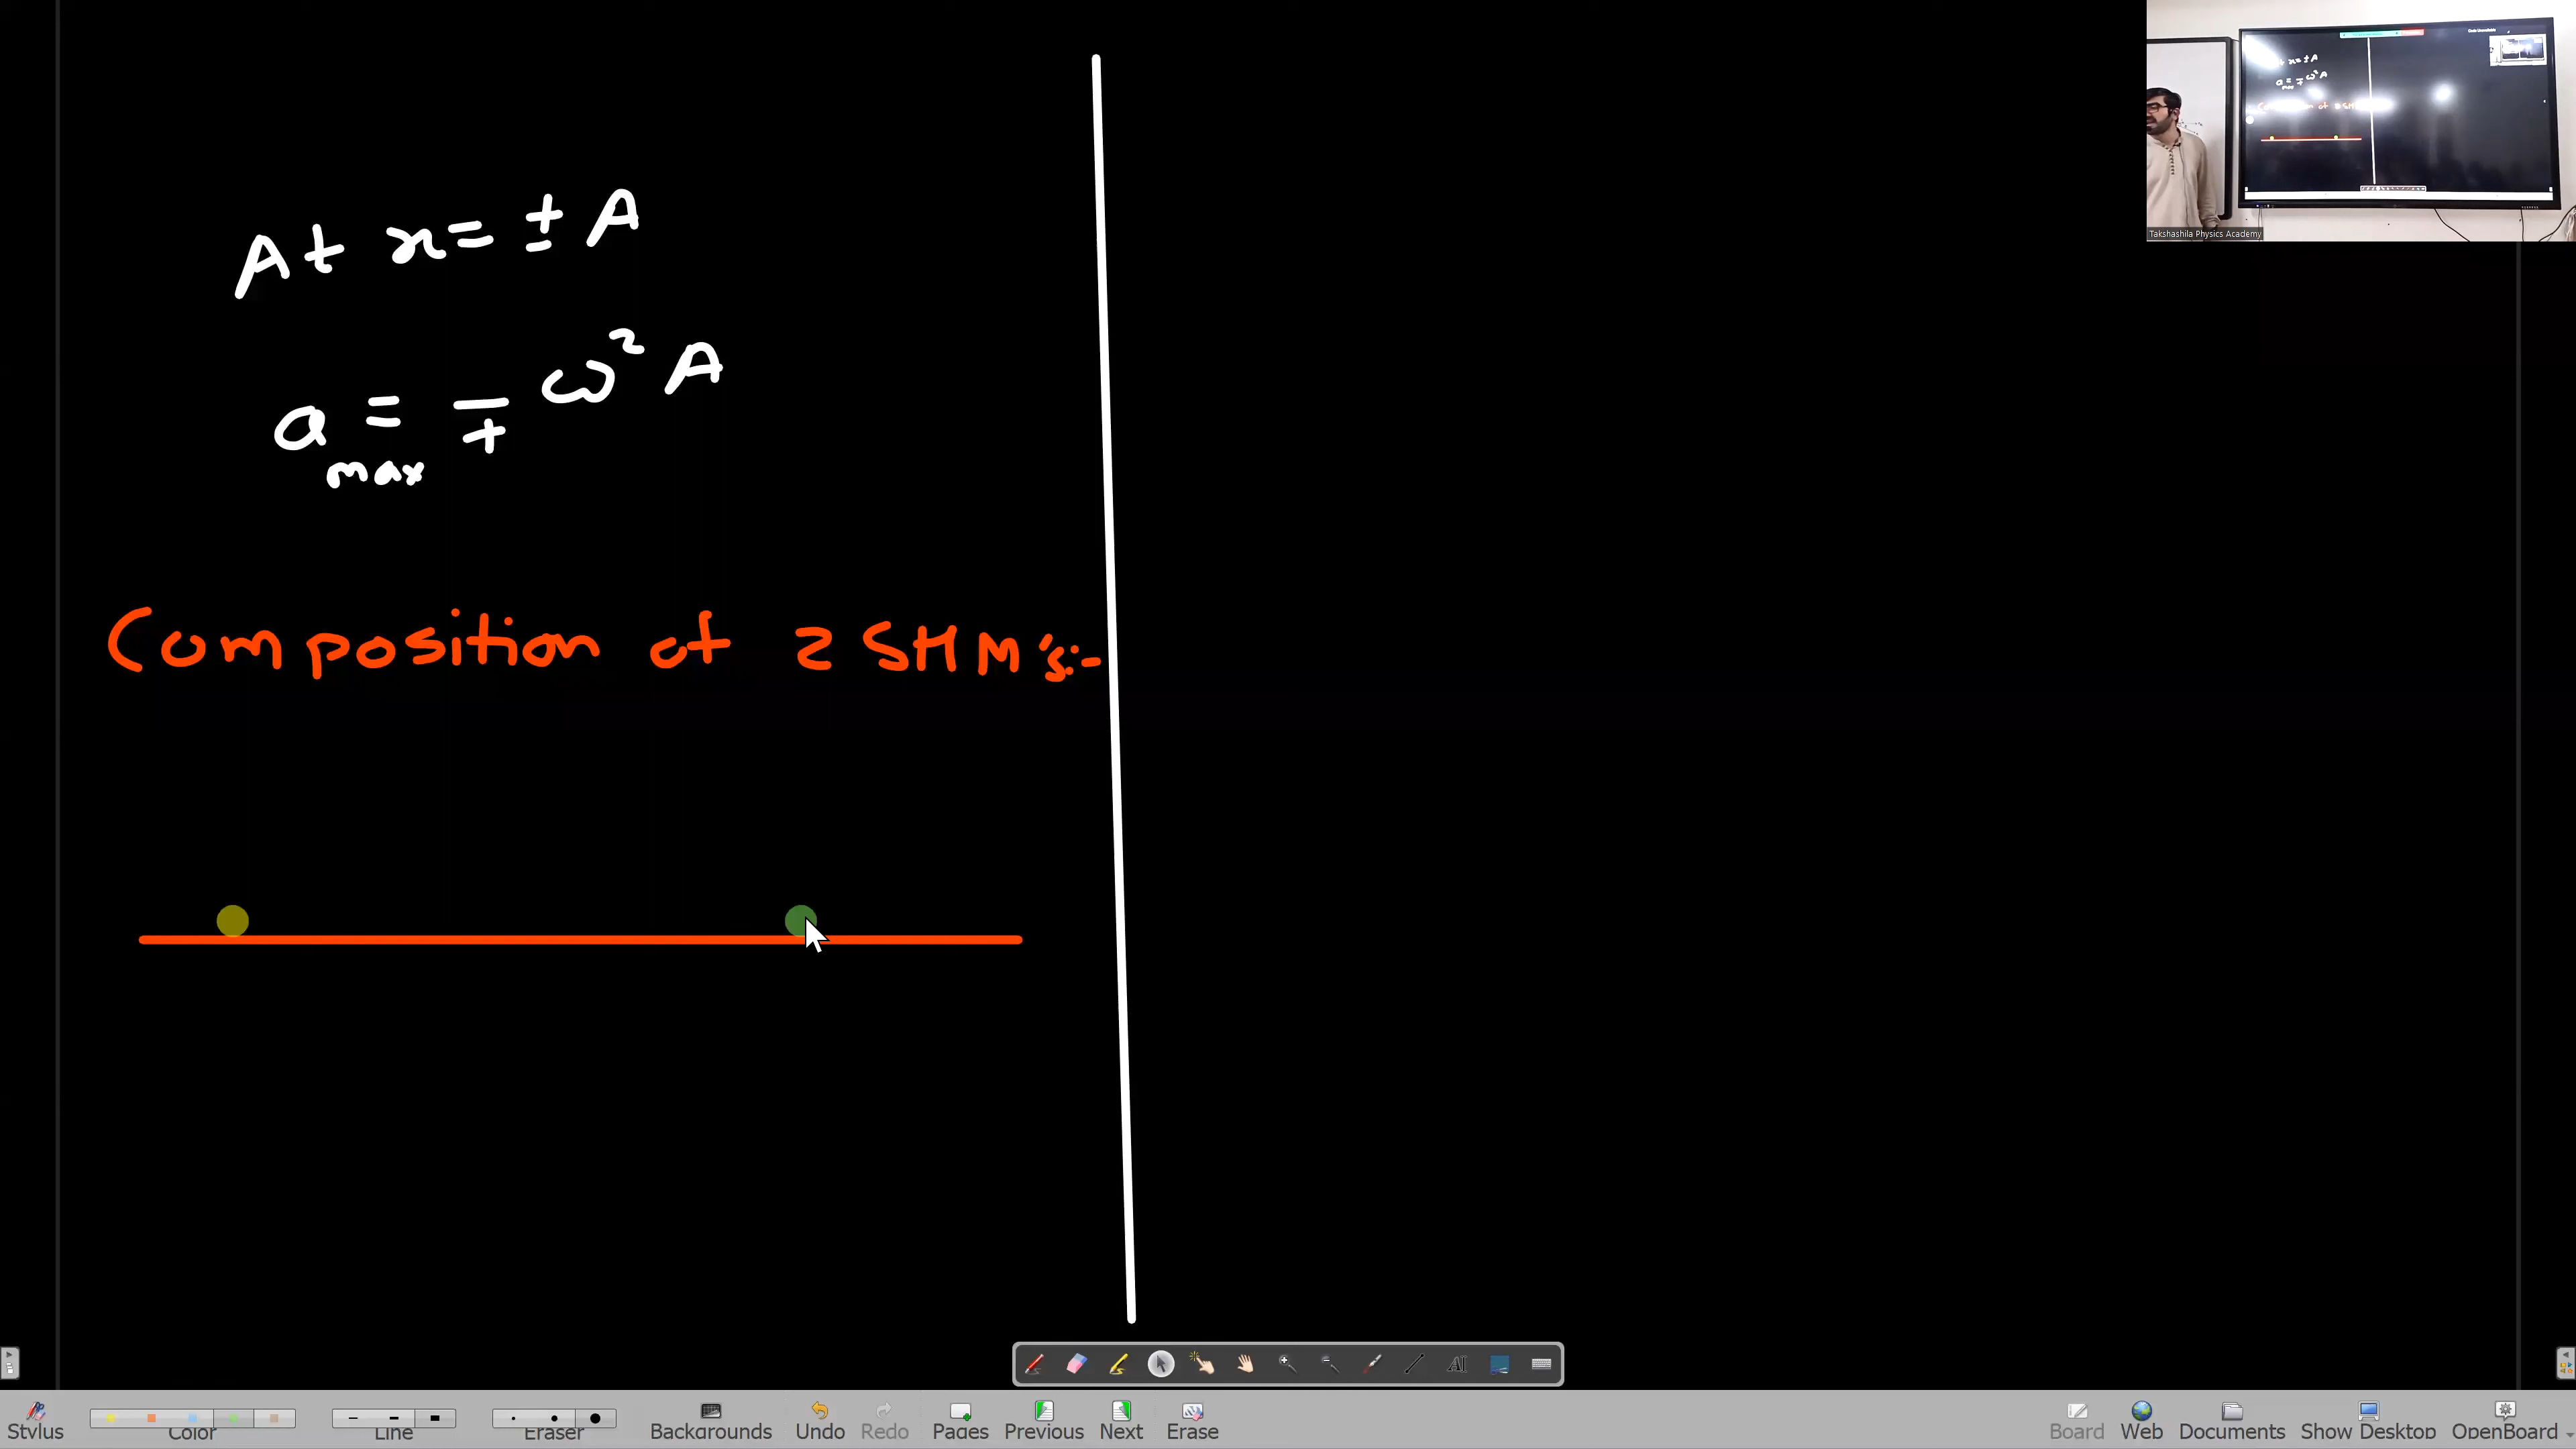 At x = ± A
a max = ∓ ω² A
Composition of 2 SHM's:-
Takshashila Physics Academy
Stylus Color Line Eraser Backgrounds Undo Redo Pages Previous Next Erase Board Web Documents Show Desktop OpenBoard